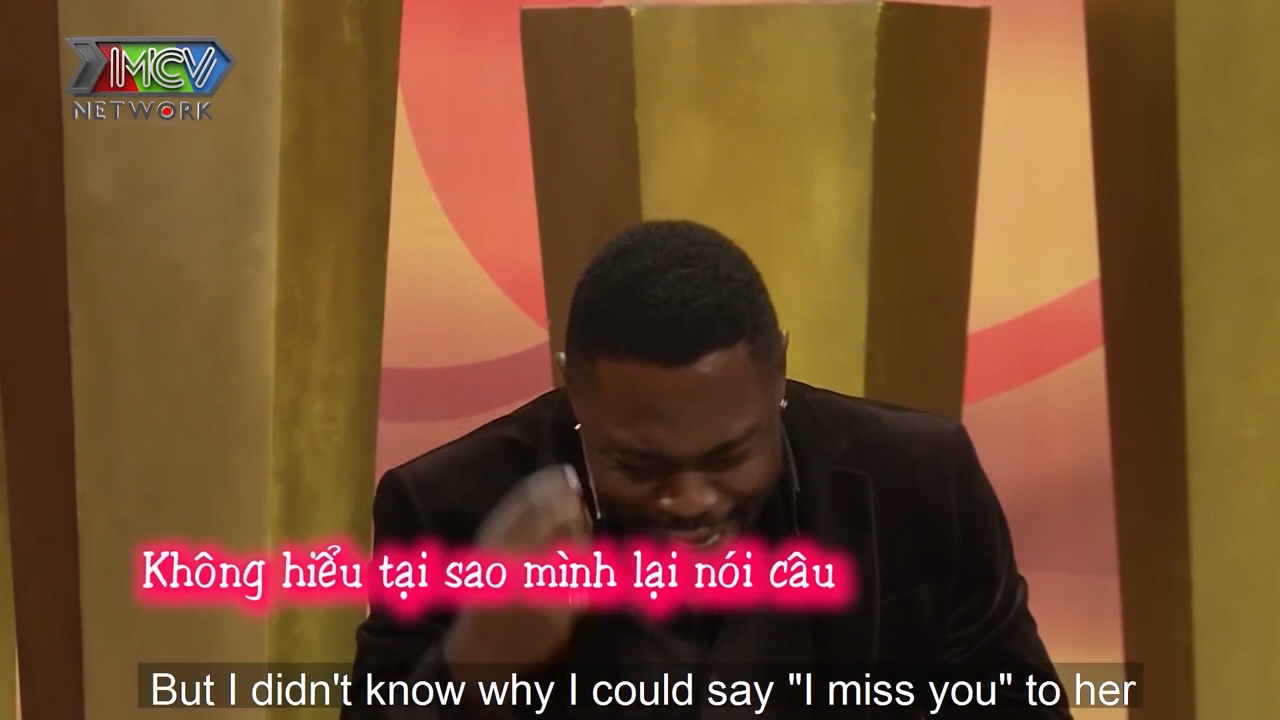 MCV
NETWORK
Không hiểu tại sao mình lại nói câu
But I didn't know why I could say "I miss you" to her